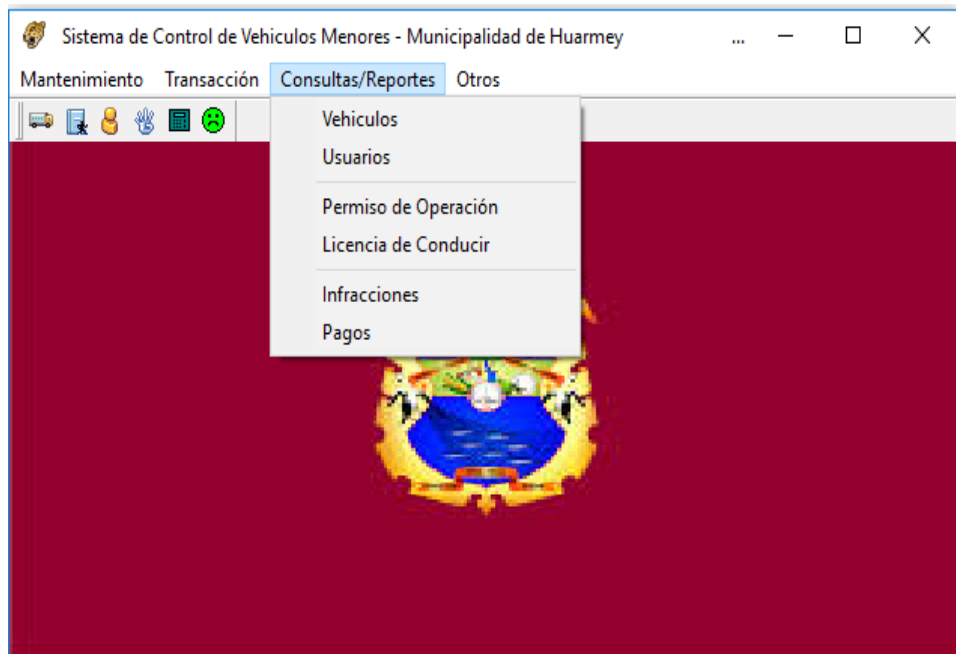 Sistema de Control de Vehiculos Menores - Municipalidad de Huarmey ...
Mantenimiento Transacción Consultas/Reportes Otros
Vehiculos
Usuarios
Permiso de Operación
Licencia de Conducir
Infracciones
Pagos